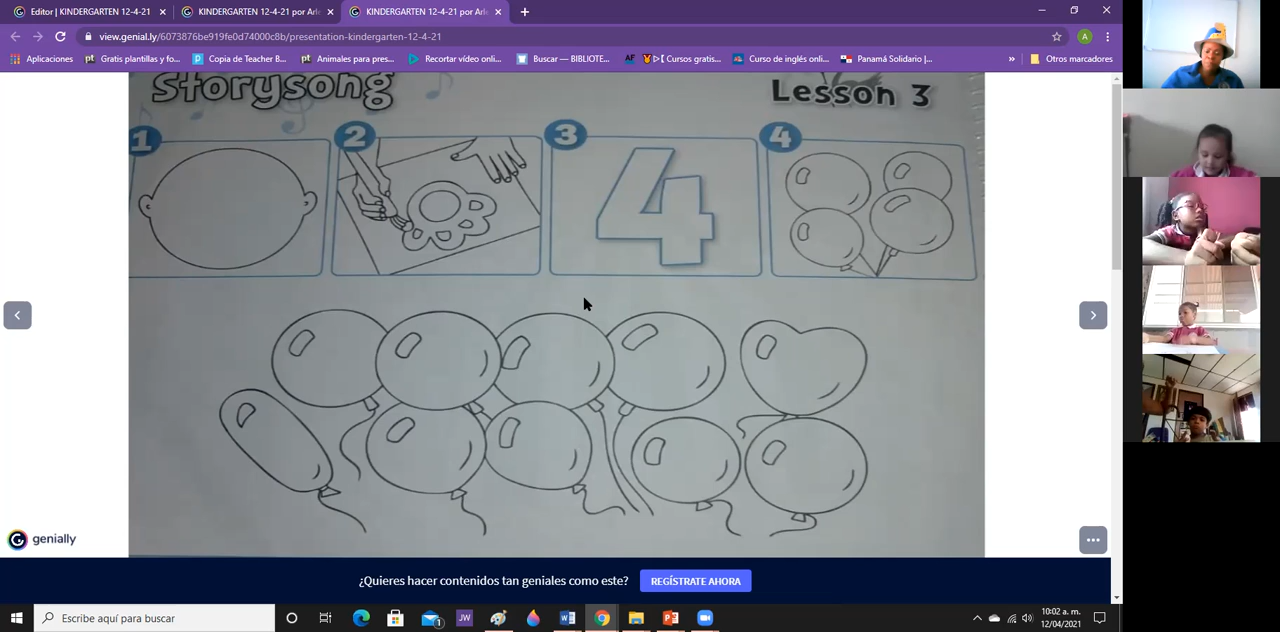 Editor | KINDERGARTEN 12-4-21
KINDERGARTEN 12-4-21 por Arle
KINDERGARTEN 12-4-21 por Arle
view.genial.ly/6073876be919fe0d74000c8b/presentation-kindergarten-12-4-21
A
Aplicaciones
Gratis plantillas y fo...
Copia de Teacher B...
Animales para pres...
Recortar vídeo onli...
Buscar — BIBLIOTE...
AF
[ Cursos gratis...
Curso de inglés onli...
Panamá Solidario |...
»
Otros marcadores
Storysong
Lesson 3
1
2
3
4
4
genially
¿Quieres hacer contenidos tan geniales como este?
REGÍSTRATE AHORA
Escribe aquí para buscar
JW
10:02 a. m.
12/04/2021